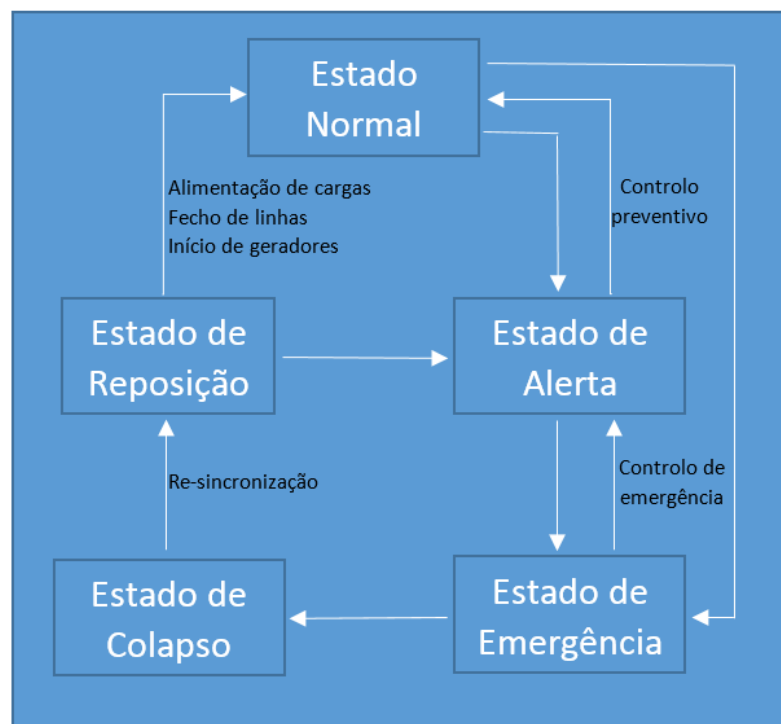 Estado
Normal
Alimentação de cargas
Fecho de linhas
Início de geradores
Controlo
preventivo
Estado de
Reposição
Estado de
Alerta
Re-sincronização
Controlo de
emergência
Estado de
Colapso
Estado de
Emergência